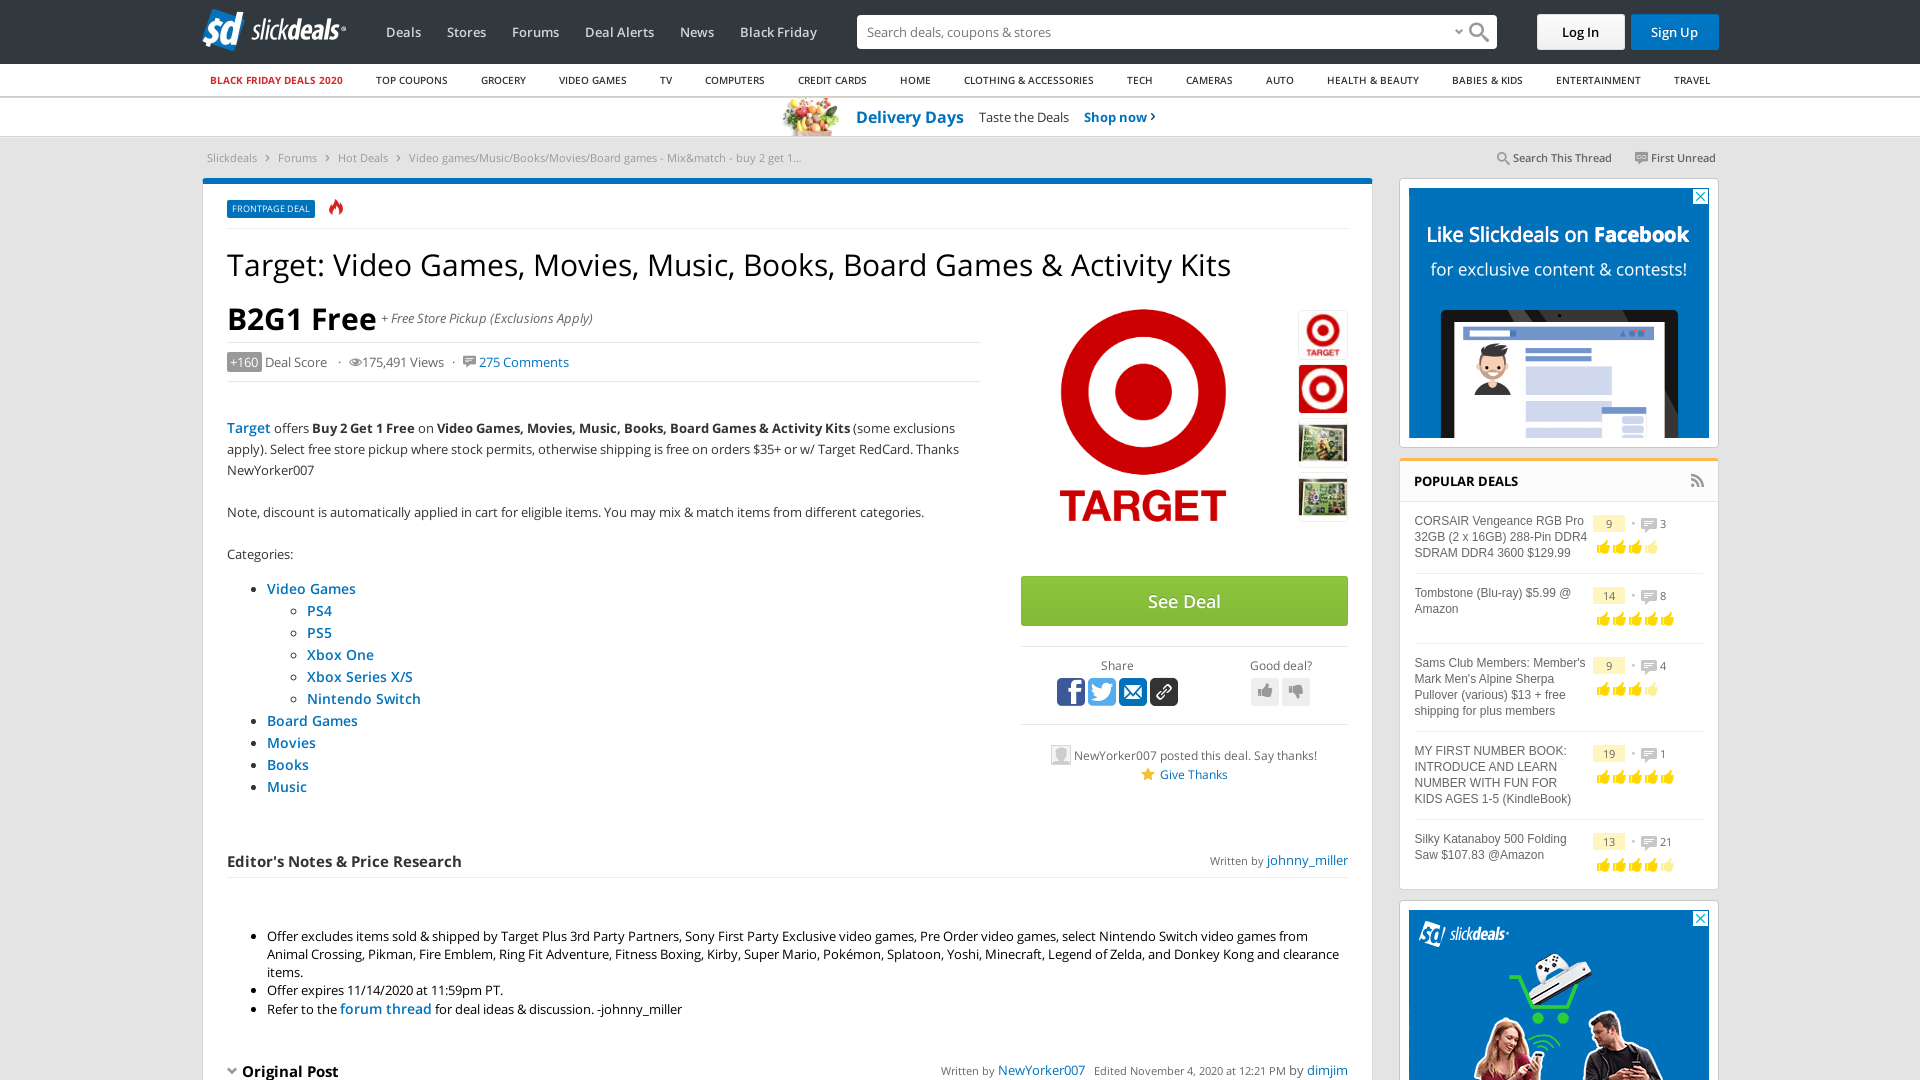 slickdeals
Deals Stores Forums Deal Alerts News Black Friday
Search deals, coupons & stores
Log In Sign Up
BLACK FRIDAY DEALS 2020 TOP COUPONS GROCERY VIDEO GAMES TV COMPUTERS CREDIT CARDS HOME CLOTHING & ACCESSORIES TECH CAMERAS AUTO HEALTH & BEAUTY BABIES & KIDS ENTERTAINMENT TRAVEL
Delivery Days Taste the Deals Shop now ›
Slickdeals › Forums › Hot Deals › Video games/Music/Books/Movies/Board games - Mix&match - buy 2 get 1...
Search This Thread First Unread
FRONTPAGE DEAL
Target: Video Games, Movies, Music, Books, Board Games & Activity Kits
B2G1 Free + Free Store Pickup (Exclusions Apply)
+160 Deal Score · 175,491 Views · 275 Comments
Target offers Buy 2 Get 1 Free on Video Games, Movies, Music, Books, Board Games & Activity Kits (some exclusions
apply). Select free store pickup where stock permits, otherwise shipping is free on orders $35+ or w/ Target RedCard. Thanks
NewYorker007
Note, discount is automatically applied in cart for eligible items. You may mix & match items from different categories.
Categories:
Video Games
PS4
PS5
Xbox One
Xbox Series X/S
Nintendo Switch
Board Games
Movies
Books
Music
TARGET
TARGET
See Deal
Share
Good deal?
NewYorker007 posted this deal. Say thanks!
Give Thanks
Editor's Notes & Price Research
Written by johnny_miller
Offer excludes items sold & shipped by Target Plus 3rd Party Partners, Sony First Party Exclusive video games, Pre Order video games, select Nintendo Switch video games from
Animal Crossing, Pikman, Fire Emblem, Ring Fit Adventure, Fitness Boxing, Kirby, Super Mario, Pokémon, Splatoon, Yoshi, Minecraft, Legend of Zelda, and Donkey Kong and clearance
items.
Offer expires 11/14/2020 at 11:59pm PT.
Refer to the forum thread for deal ideas & discussion. -johnny_miller
Original Post
Written by NewYorker007 Edited November 4, 2020 at 12:21 PM by dimjim
Like Slickdeals on Facebook
for exclusive content & contests!
POPULAR DEALS
CORSAIR Vengeance RGB Pro
32GB (2 x 16GB) 288-Pin DDR4
SDRAM DDR4 3600 $129.99
9 • 3
Tombstone (Blu-ray) $5.99 @
Amazon
14 • 8
Sams Club Members: Member's
Mark Men's Alpine Sherpa
Pullover (various) $13 + free
shipping for plus members
9 • 4
MY FIRST NUMBER BOOK:
INTRODUCE AND LEARN
NUMBER WITH FUN FOR
KIDS AGES 1-5 (KindleBook)
19 • 1
Silky Katanaboy 500 Folding
Saw $107.83 @Amazon
13 • 21
slickdeals